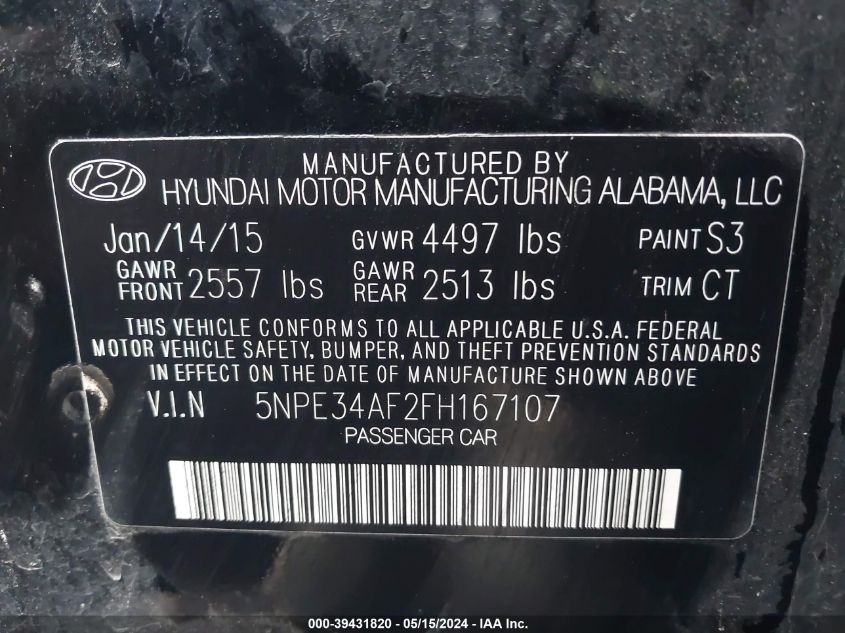 MANUFACTURED BY
HYUNDAI MOTOR MANUFACTURING ALABAMA, LLC
Jan/14/15 GVWR 4497 lbs PAINT S3
GAWR FRONT 2557 lbs GAWR REAR 2513 lbs TRIM CT
THIS VEHICLE CONFORMS TO ALL APPLICABLE U.S.A. FEDERAL
MOTOR VEHICLE SAFETY, BUMPER, AND THEFT PREVENTION STANDARDS
IN EFFECT ON THE DATE OF MANUFACTURE SHOWN ABOVE
V.I.N 5NPE34AF2FH167107
PASSENGER CAR
000-39431820 - 05/15/2024 - IAA Inc.